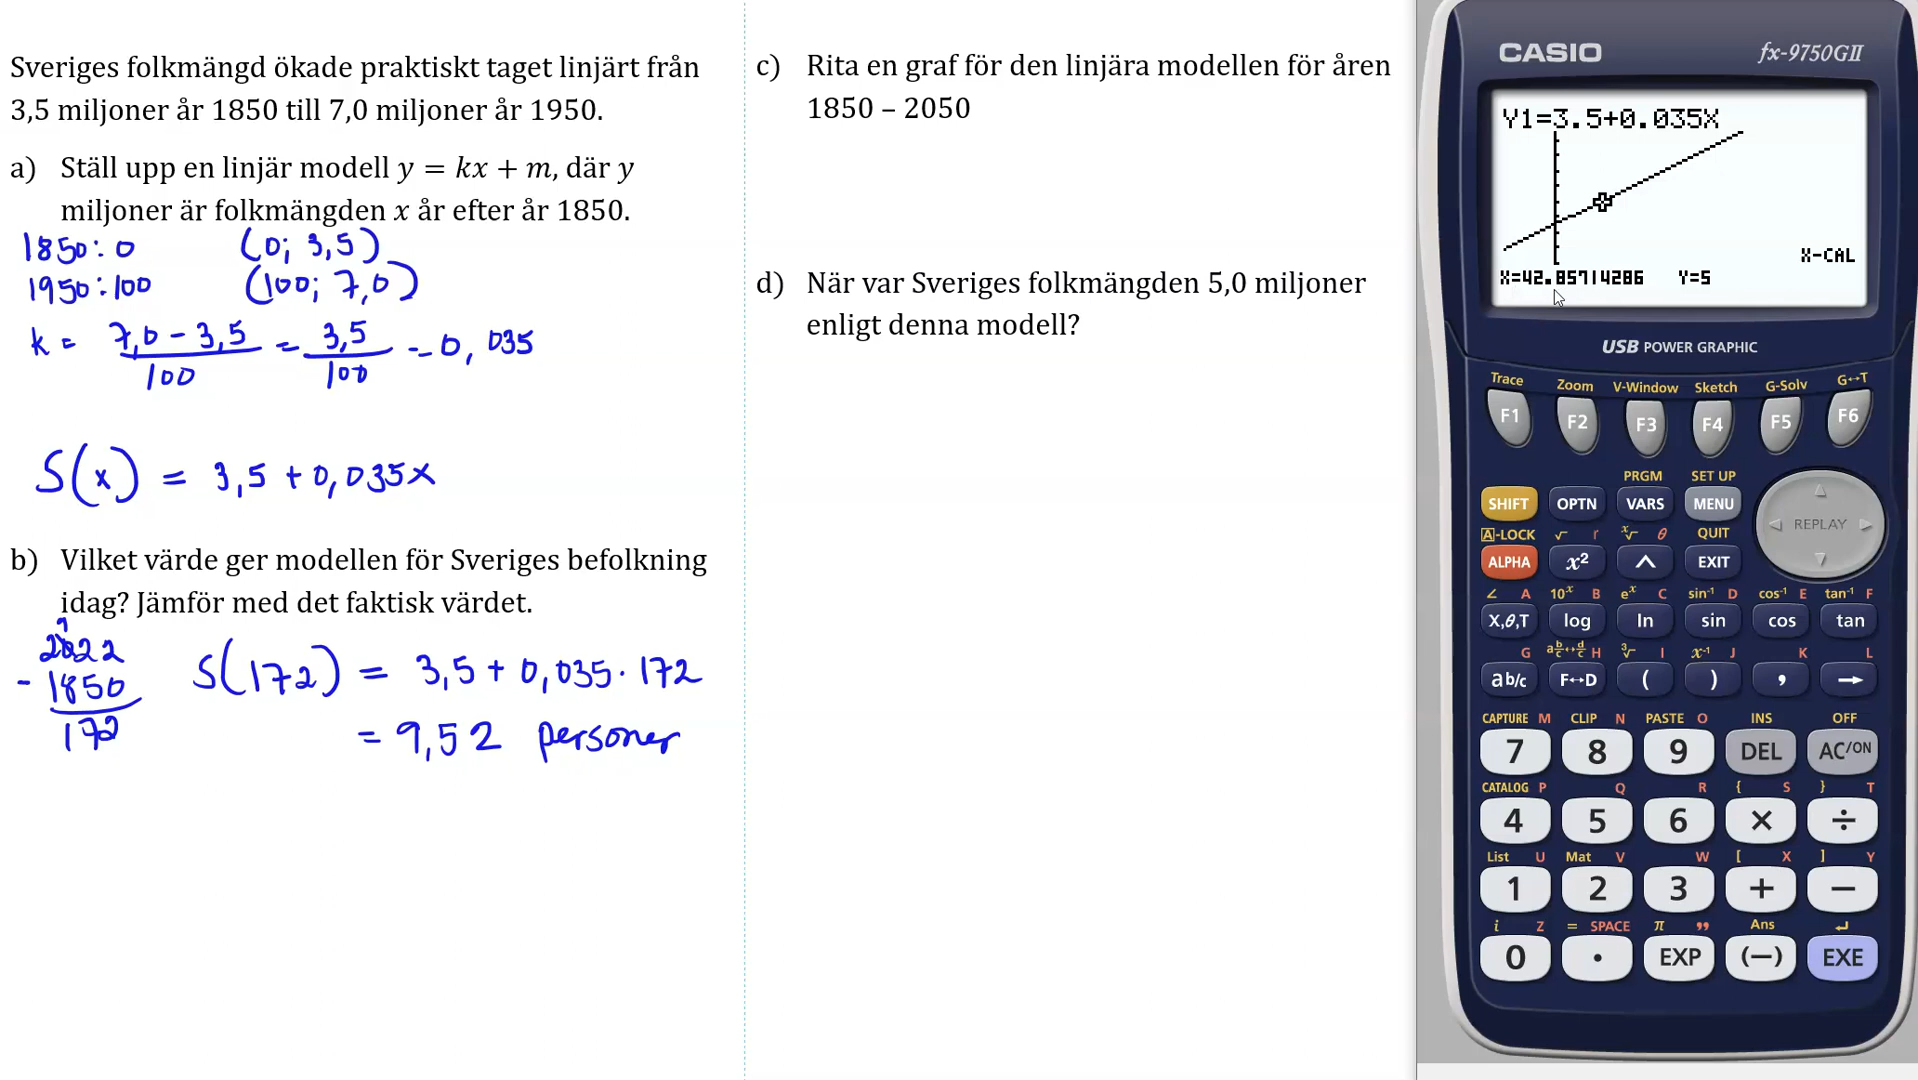 Sveriges folkmängd ökade praktiskt taget linjärt från
3,5 miljoner år 1850 till 7,0 miljoner år 1950.
a) Ställ upp en linjär modell y = kx + m, där y
miljoner är folkmängden x år efter år 1850.
1850: 0 (0; 3,5)
1950: 100 (100; 7,0)
k = 7,0 - 3,5 / 100 = 3,5 / 100 = 0,035
S(x) = 3,5 + 0,035x
b) Vilket värde ger modellen för Sveriges befolkning
idag? Jämför med det faktisk värdet.
2022
- 1850
172
S(172) = 3,5 + 0,035 · 172
= 9,52 personer
c) Rita en graf för den linjära modellen för åren
1850 – 2050
d) När var Sveriges folkmängden 5,0 miljoner
enligt denna modell?
CASIO fx-9750GII
Y1=3.5+0.035X
X-CAL
X=42.85714286 Y=5
USB POWER GRAPHIC
Trace Zoom V-Window Sketch G-Solv G↔T
F1 F2 F3 F4 F5 F6
PRGM SET UP
SHIFT OPTN VARS MENU REPLAY
A-LOCK √ r ˣ√ θ QUIT
ALPHA x² ^ EXIT
∠ A 10ˣ B eˣ C sin⁻¹ D cos⁻¹ E tan⁻¹ F
X,θ,T log ln sin cos tan
G a b/c↔d/c H ³√ I x⁻¹ J K L
a b/c F↔D ( ) , →
CAPTURE M CLIP N PASTE O INS OFF
7 8 9 DEL AC/ON
CATALOG P Q R { S } T
4 5 6 × ÷
List U Mat V W [ X ] Y
1 2 3 + −
i Z = SPACE π " Ans ↵
0 · EXP (−) EXE